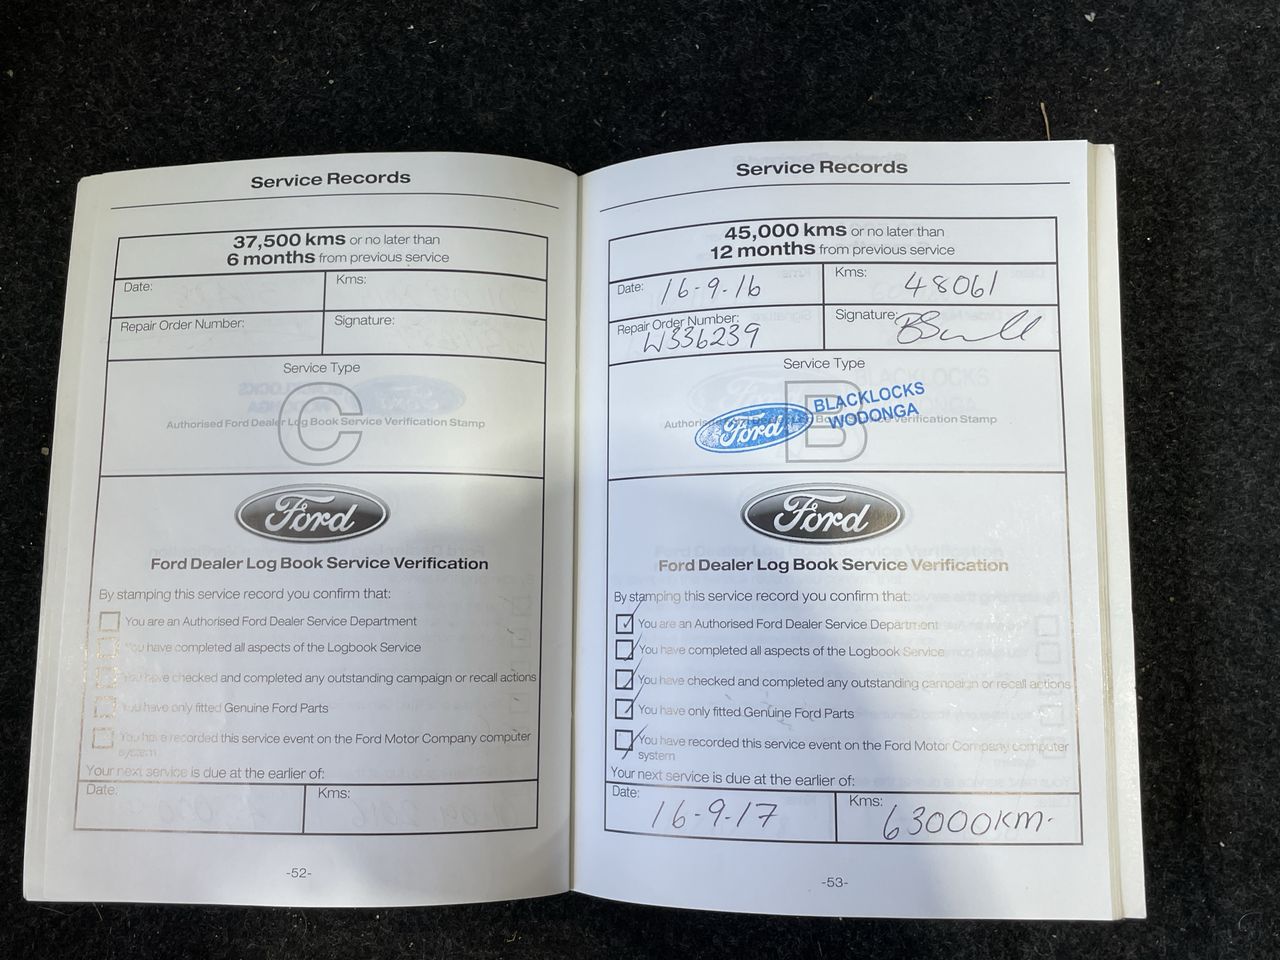 Service Records
37,500 kms or no later than
6 months from previous service
Date:
Kms:
Repair Order Number:
Signature:
Service Type
C
Authorised Ford Dealer Log Book Service Verification Stamp
Ford
Ford Dealer Log Book Service Verification
By stamping this service record you confirm that:
You are an Authorised Ford Dealer Service Department
You have completed all aspects of the Logbook Service
You have checked and completed any outstanding campaign or recall actions
You have only fitted Genuine Ford Parts
You have recorded this service event on the Ford Motor Company computer
system
Your next service is due at the earlier of:
Date:
Kms:
-52-
Service Records
45,000 kms or no later than
12 months from previous service
Date: 16-9-16
Kms: 48061
Repair Order Number:
W336239
Signature:
Service Type
B
BLACKLOCKS
WODONGA
Ford
Service Verification Stamp
Ford
Ford Dealer Log Book Service Verification
By stamping this service record you confirm that:
You are an Authorised Ford Dealer Service Department
You have completed all aspects of the Logbook Service
You have checked and completed any outstanding campaign or recall actions
You have only fitted Genuine Ford Parts
You have recorded this service event on the Ford Motor Company computer
system
Your next service is due at the earlier of:
Date: 16-9-17
Kms: 63000KM-
-53-